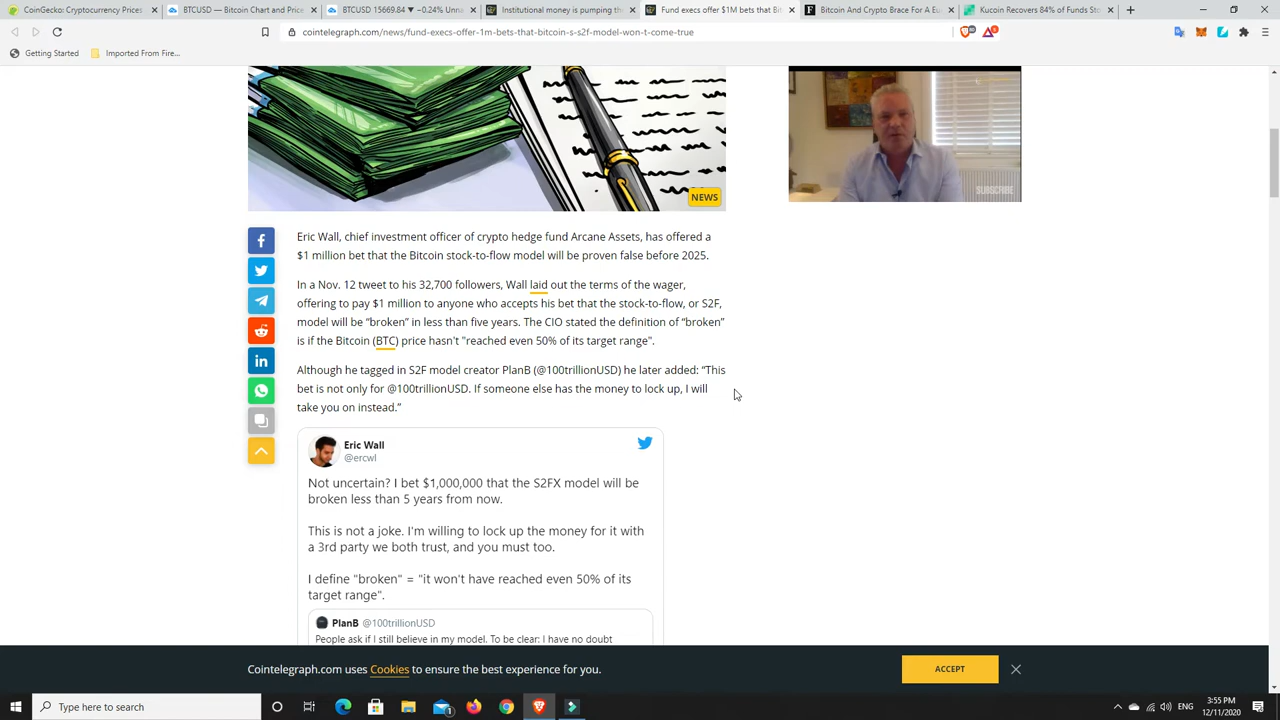 CoinGecko: Cryptocurrency Prices
BTCUSD — Bitcoin Chart and Price
BTCUSD 15669.84 ▼ −0.24% Unna
Institutional money is pumping the
Fund execs offer $1M bets that Bit
Bitcoin And Crypto Brace For A Ea
Kucoin Recovers 84% of Funds Sto
cointelegraph.com/news/fund-execs-offer-1m-bets-that-bitcoin-s-s2f-model-won-t-come-true
Getting Started
Imported From Fire...
NEWS
SUBSCRIBE
Eric Wall, chief investment officer of crypto hedge fund Arcane Assets, has offered a
$1 million bet that the Bitcoin stock-to-flow model will be proven false before 2025.
In a Nov. 12 tweet to his 32,700 followers, Wall laid out the terms of the wager,
offering to pay $1 million to anyone who accepts his bet that the stock-to-flow, or S2F,
model will be “broken” in less than five years. The CIO stated the definition of “broken”
is if the Bitcoin (BTC) price hasn't "reached even 50% of its target range".
Although he tagged in S2F model creator PlanB (@100trillionUSD) he later added: “This
bet is not only for @100trillionUSD. If someone else has the money to lock up, I will
take you on instead.”
Eric Wall
@ercwl
Not uncertain? I bet $1,000,000 that the S2FX model will be
broken less than 5 years from now.
This is not a joke. I'm willing to lock up the money for it with
a 3rd party we both trust, and you must too.
I define "broken" = "it won't have reached even 50% of its
target range".
PlanB @100trillionUSD
People ask if I still believe in my model. To be clear: I have no doubt
Cointelegraph.com uses Cookies to ensure the best experience for you.
ACCEPT
Type here to search
ENG
3:55 PM
12/11/2020